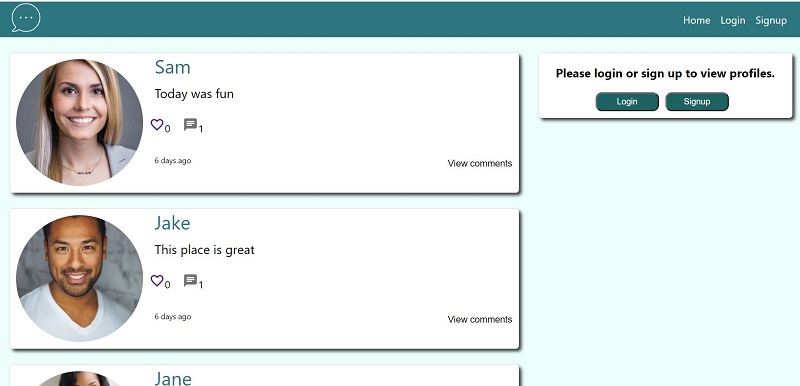 Home Login Signup
Sam
Today was fun
0 1
6 days ago
View comments
Jake
This place is great
0 1
6 days ago
View comments
Jane
Please login or sign up to view profiles.
Login Signup